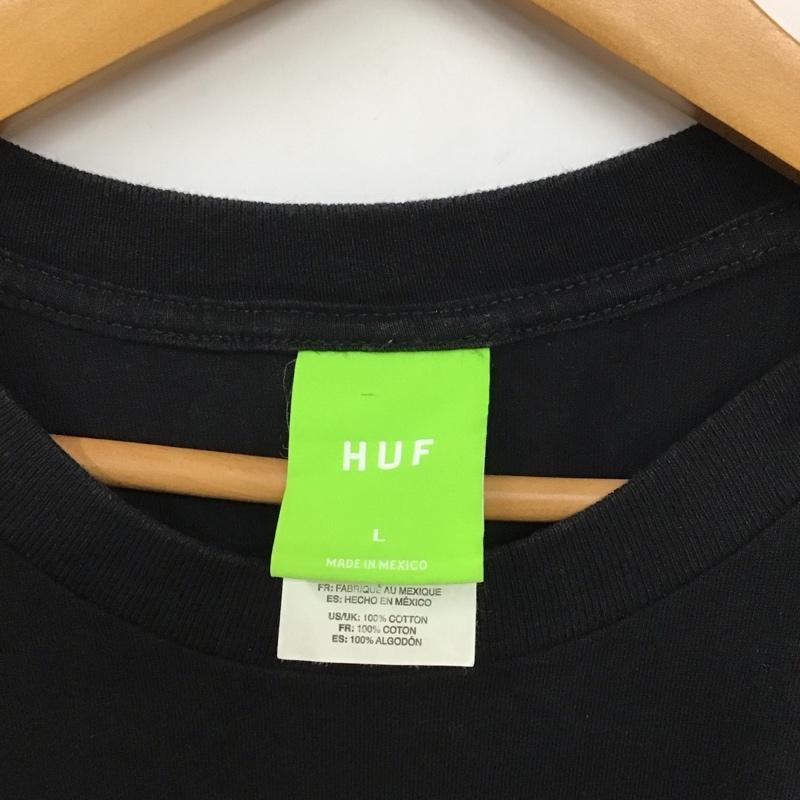 HUF
L
MADE IN MEXICO
FR: FABRIQUÉ AU MEXIQUE
ES: HECHO EN MÉXICO
US/UK: 100% COTTON
FR: 100% COTON
ES: 100% ALGODÓN